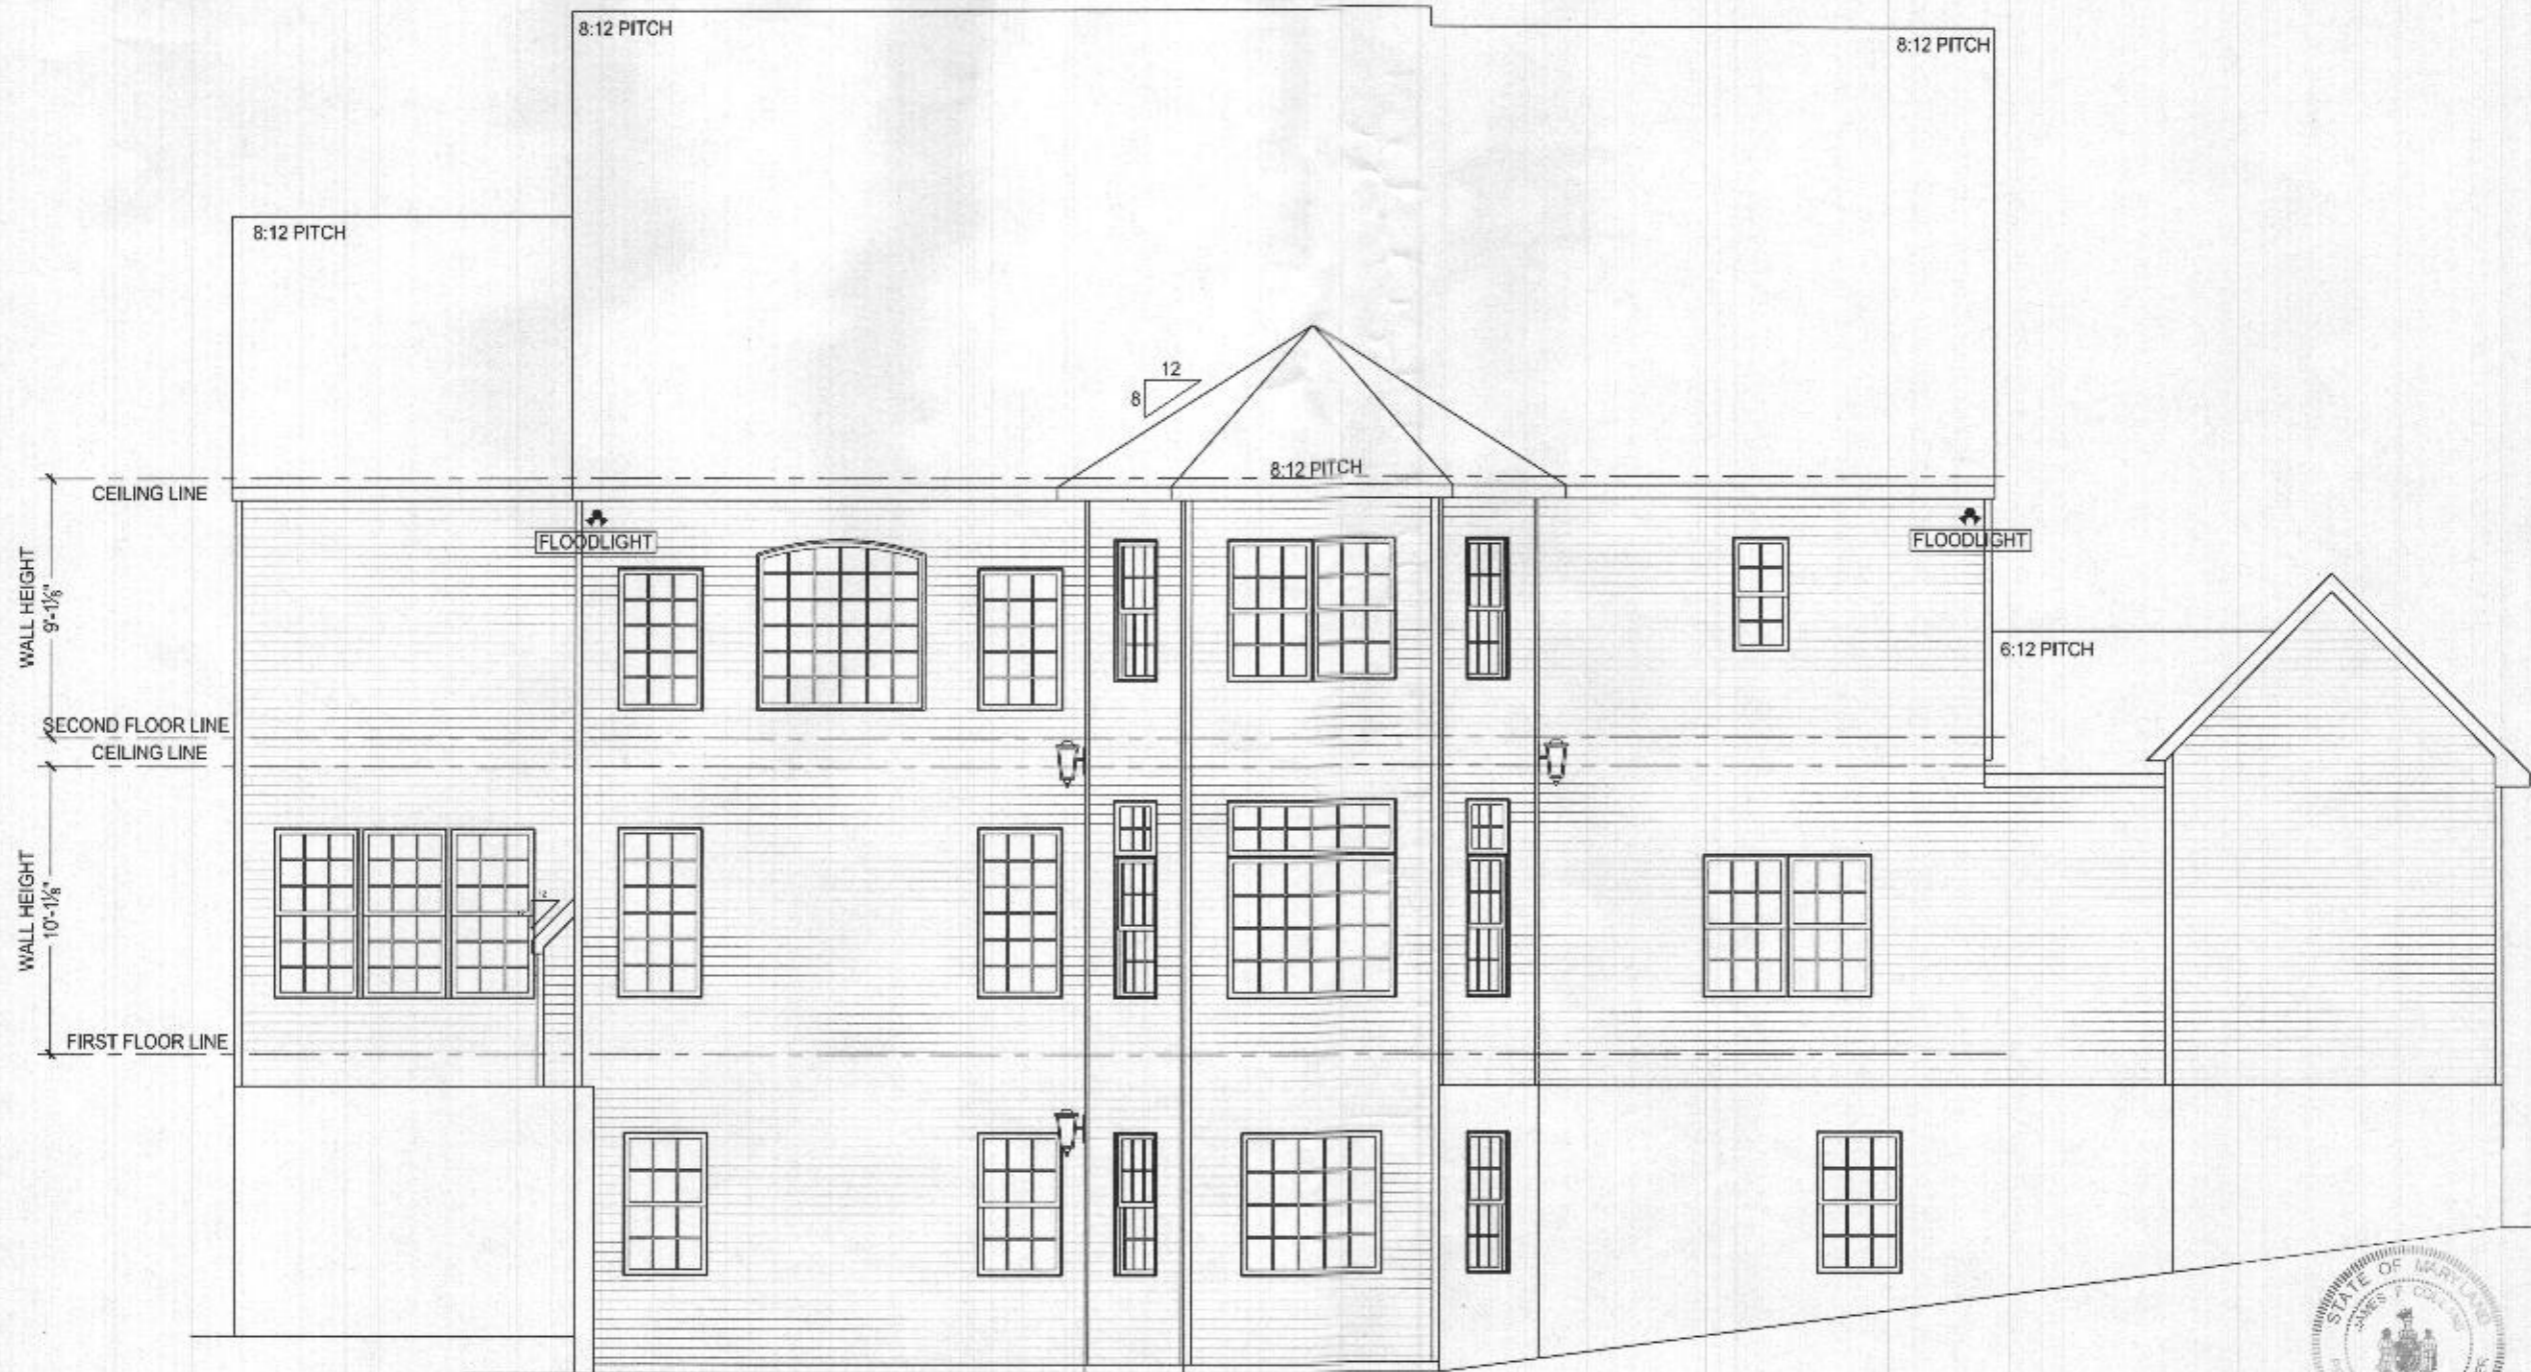 8:12 PITCH
8:12 PITCH
8:12 PITCH
12
8
8:12 PITCH
CEILING LINE
FLOODLIGHT
FLOODLIGHT
WALL HEIGHT
9'-1⅛"
6:12 PITCH
SECOND FLOOR LINE
CEILING LINE
WALL HEIGHT
10'-1⅛"
12
FIRST FLOOR LINE
STATE OF MARYLAND
JAMES F